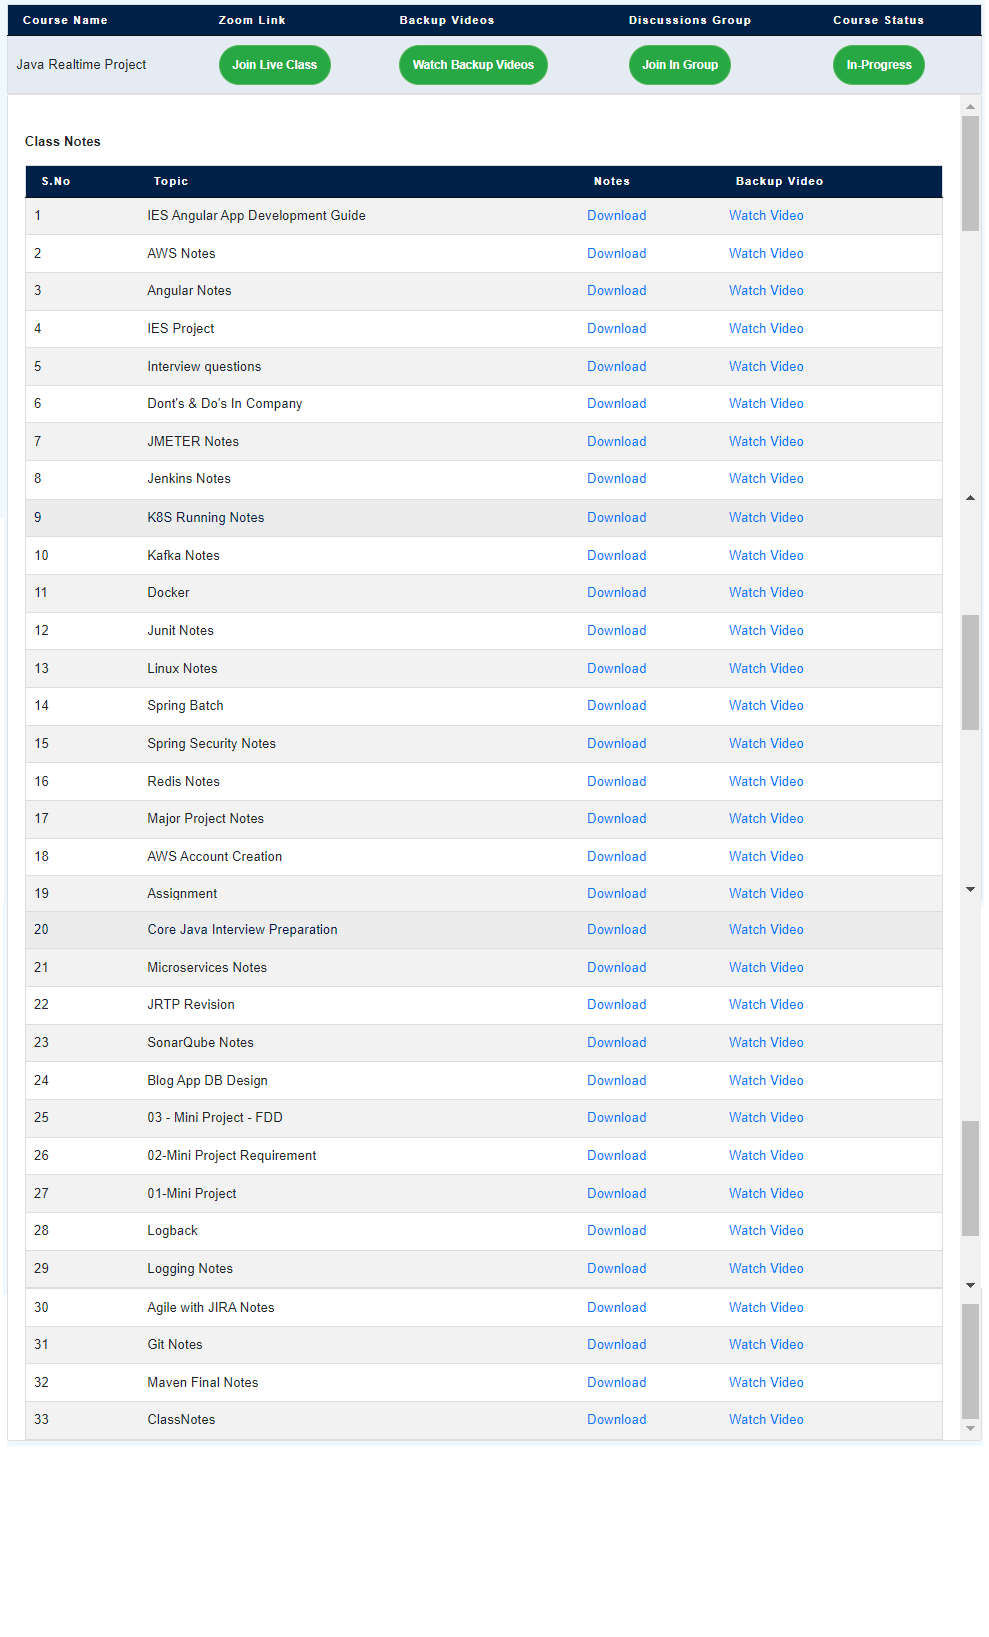 Course Name Zoom Link Backup Videos Discussions Group Course Status
Java Realtime Project Join Live Class Watch Backup Videos Join In Group In-Progress
Class Notes
S.No Topic Notes Backup Video
1 IES Angular App Development Guide Download Watch Video
2 AWS Notes Download Watch Video
3 Angular Notes Download Watch Video
4 IES Project Download Watch Video
5 Interview questions Download Watch Video
6 Dont's & Do's In Company Download Watch Video
7 JMETER Notes Download Watch Video
8 Jenkins Notes Download Watch Video
9 K8S Running Notes Download Watch Video
10 Kafka Notes Download Watch Video
11 Docker Download Watch Video
12 Junit Notes Download Watch Video
13 Linux Notes Download Watch Video
14 Spring Batch Download Watch Video
15 Spring Security Notes Download Watch Video
16 Redis Notes Download Watch Video
17 Major Project Notes Download Watch Video
18 AWS Account Creation Download Watch Video
19 Assignment Download Watch Video
20 Core Java Interview Preparation Download Watch Video
21 Microservices Notes Download Watch Video
22 JRTP Revision Download Watch Video
23 SonarQube Notes Download Watch Video
24 Blog App DB Design Download Watch Video
25 03 - Mini Project - FDD Download Watch Video
26 02-Mini Project Requirement Download Watch Video
27 01-Mini Project Download Watch Video
28 Logback Download Watch Video
29 Logging Notes Download Watch Video
30 Agile with JIRA Notes Download Watch Video
31 Git Notes Download Watch Video
32 Maven Final Notes Download Watch Video
33 ClassNotes Download Watch Video